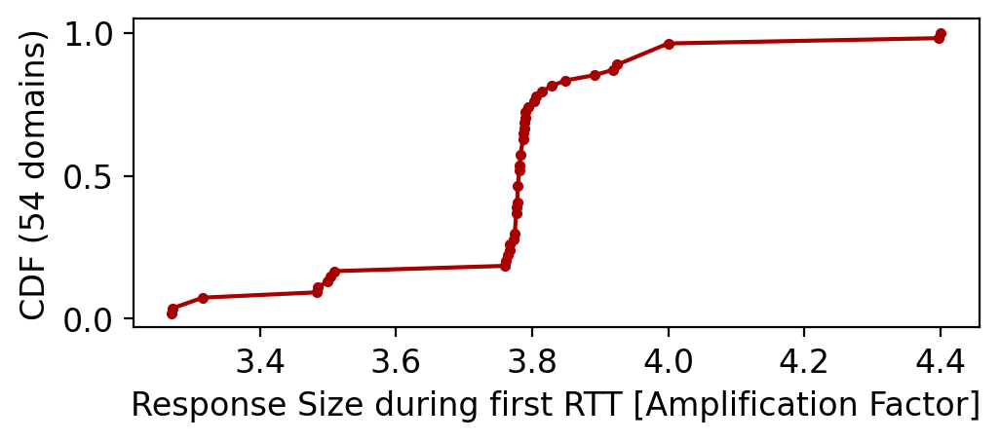 CDF (54 domains)
1.0
0.5
0.0
3.4 3.6 3.8 4.0 4.2 4.4
Response Size during first RTT [Amplification Factor]